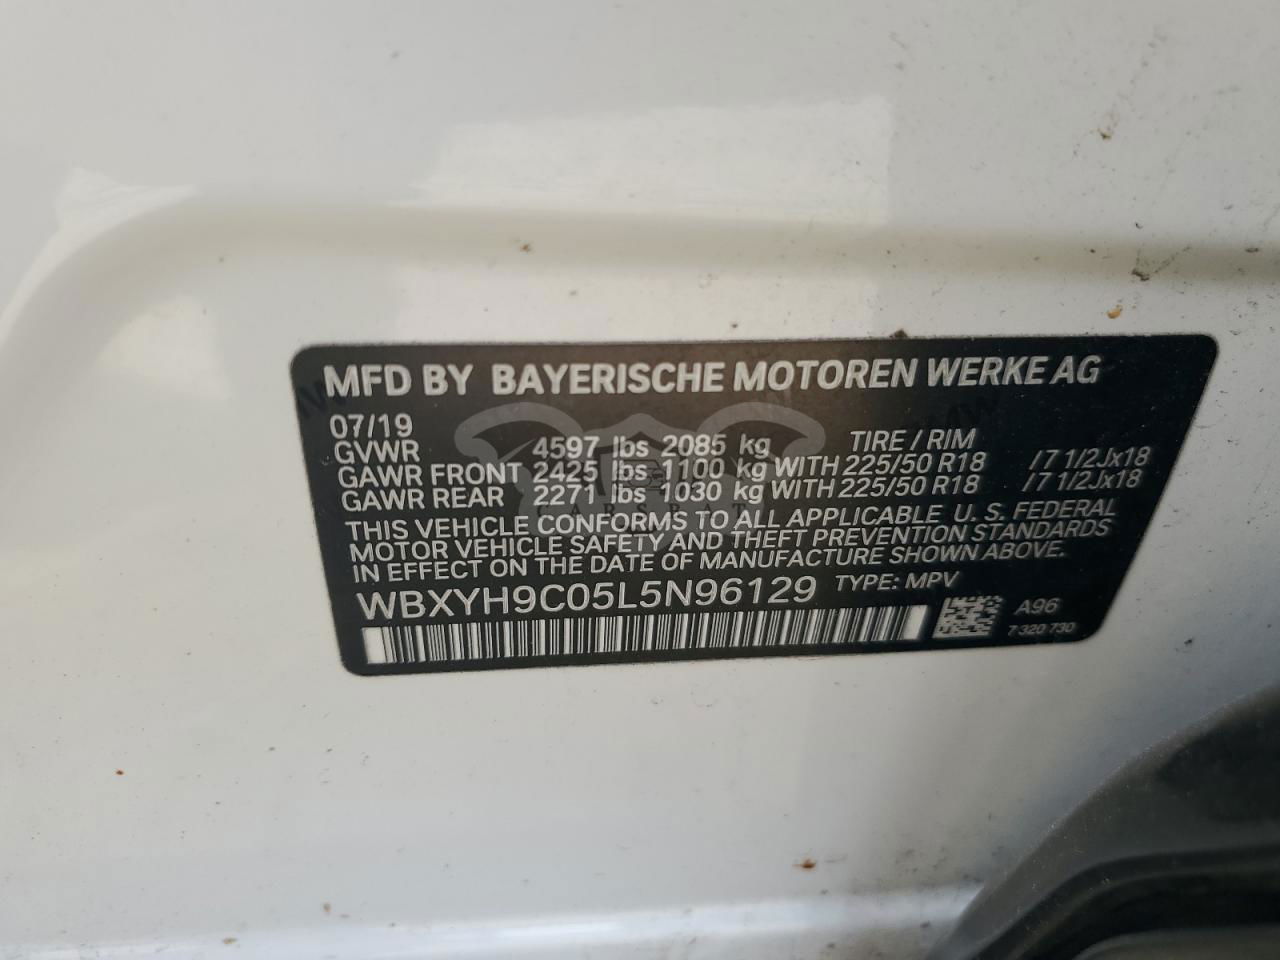 MFD BY BAYERISCHE MOTOREN WERKE AG
07/19
GVWR 4597 lbs 2085 kg TIRE / RIM
GAWR FRONT 2425 lbs 1100 kg WITH 225/50 R18 /7 1/2Jx18
GAWR REAR 2271 lbs 1030 kg WITH 225/50 R18 /7 1/2Jx18
THIS VEHICLE CONFORMS TO ALL APPLICABLE U. S. FEDERAL
MOTOR VEHICLE SAFETY AND THEFT PREVENTION STANDARDS
IN EFFECT ON THE DATE OF MANUFACTURE SHOWN ABOVE.
WBXYH9C05L5N96129 TYPE: MPV
A96
7 320 730